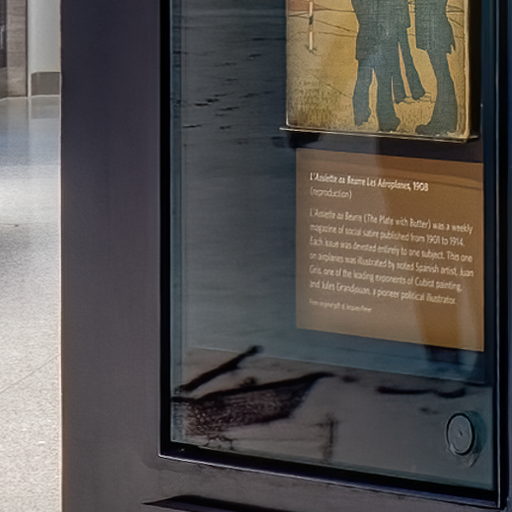 L'Assiette au Beurre Les Aéroplanes, 1908
(reproduction)
L'Assiette au Beurre (The Plate with Butter) was a weekly
magazine of social satire published from 1901 to 1914.
Each issue was devoted entirely to one subject. This one
on airplanes was illustrated by noted Spanish artist, Juan
Gris, one of the leading exponents of Cubist painting,
and Jules Grandjouan, a pioneer political illustrator.